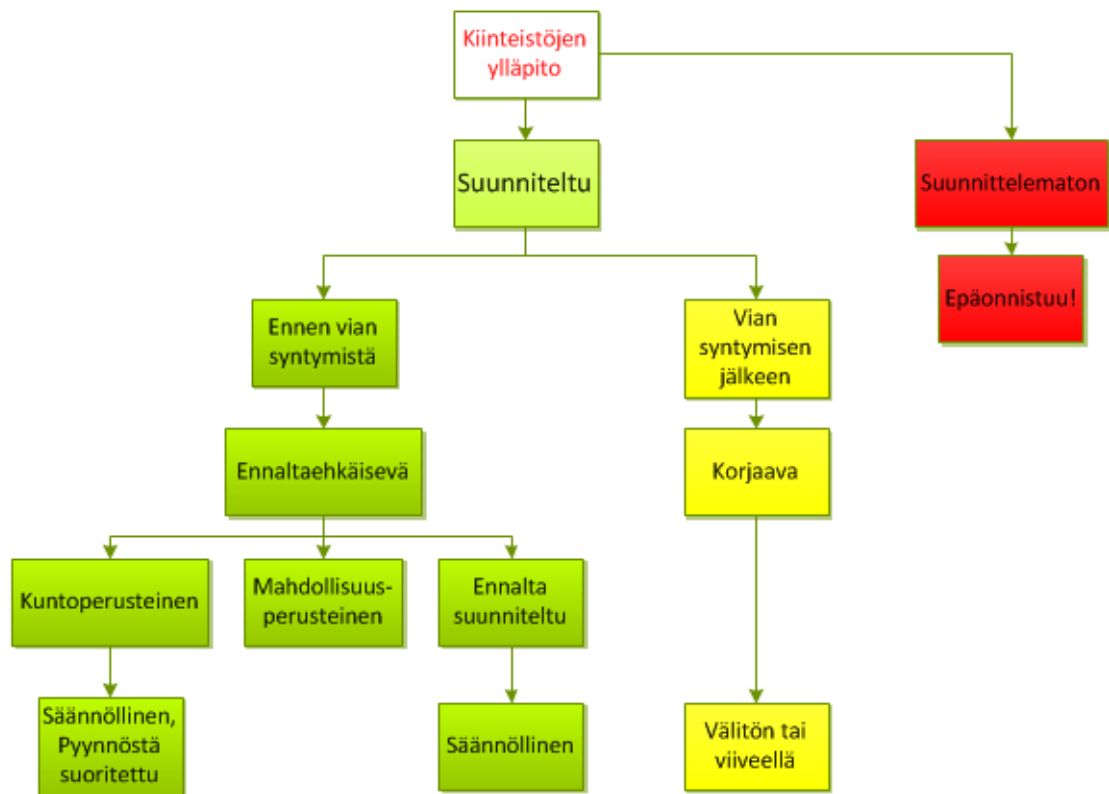 Kiinteistöjen
ylläpito
Suunniteltu
Suunnittelematon
Epäonnistuu!
Ennen vian
syntymistä
Vian
syntymisen
jälkeen
Ennaltaehkäisevä
Korjaava
Kuntoperusteinen
Mahdollisuus-
perusteinen
Ennalta
suunniteltu
Säännöllinen,
Pyynnöstä
suoritettu
Säännöllinen
Välitön tai
viiveellä